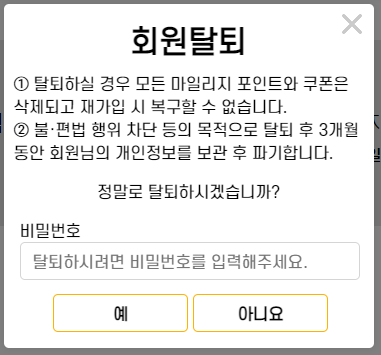 회원탈퇴
① 탈퇴하실 경우 모든 마일리지 포인트와 쿠폰은
삭제되고 재가입 시 복구할 수 없습니다.
② 불·편법 행위 차단 등의 목적으로 탈퇴 후 3개월
동안 회원님의 개인정보를 보관 후 파기합니다.
정말로 탈퇴하시겠습니까?
비밀번호
탈퇴하시려면 비밀번호를 입력해주세요.
예
아니요